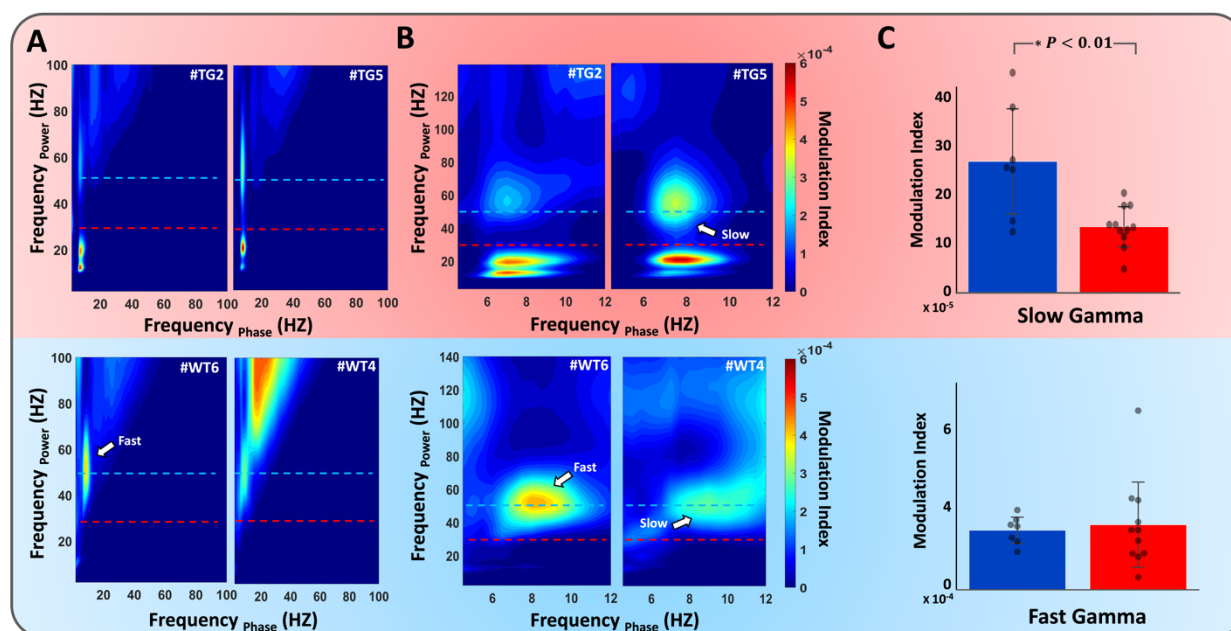 A
B
C
#TG2
#TG5
#TG2
#TG5
×10-4
* P < 0.01
Frequency Power (HZ)
100
80
60
40
20
0 20 40 60 80 100
0 20 40 60 80 100
Frequency Phase (HZ)
Frequency Power (HZ)
140
120
100
80
60
40
20
6 8 10 12
6 8 10 12
Frequency Phase (HZ)
Slow
6
5
4
3
2
1
0
Modulation Index
Modulation Index
40
30
20
10
0
x 10-5
Slow Gamma
#WT6
#WT4
#WT6
#WT4
×10-4
Frequency Power (HZ)
100
80
60
40
20
0 20 40 60 80 100
0 20 40 60 80 100
Frequency Phase (HZ)
Fast
Frequency Power (HZ)
140
120
100
80
60
40
20
6 8 10 12
6 8 10 12
Frequency Phase (HZ)
Fast
Slow
6
5
4
3
2
1
0
Modulation Index
Modulation Index
6
4
0
x 10-4
Fast Gamma